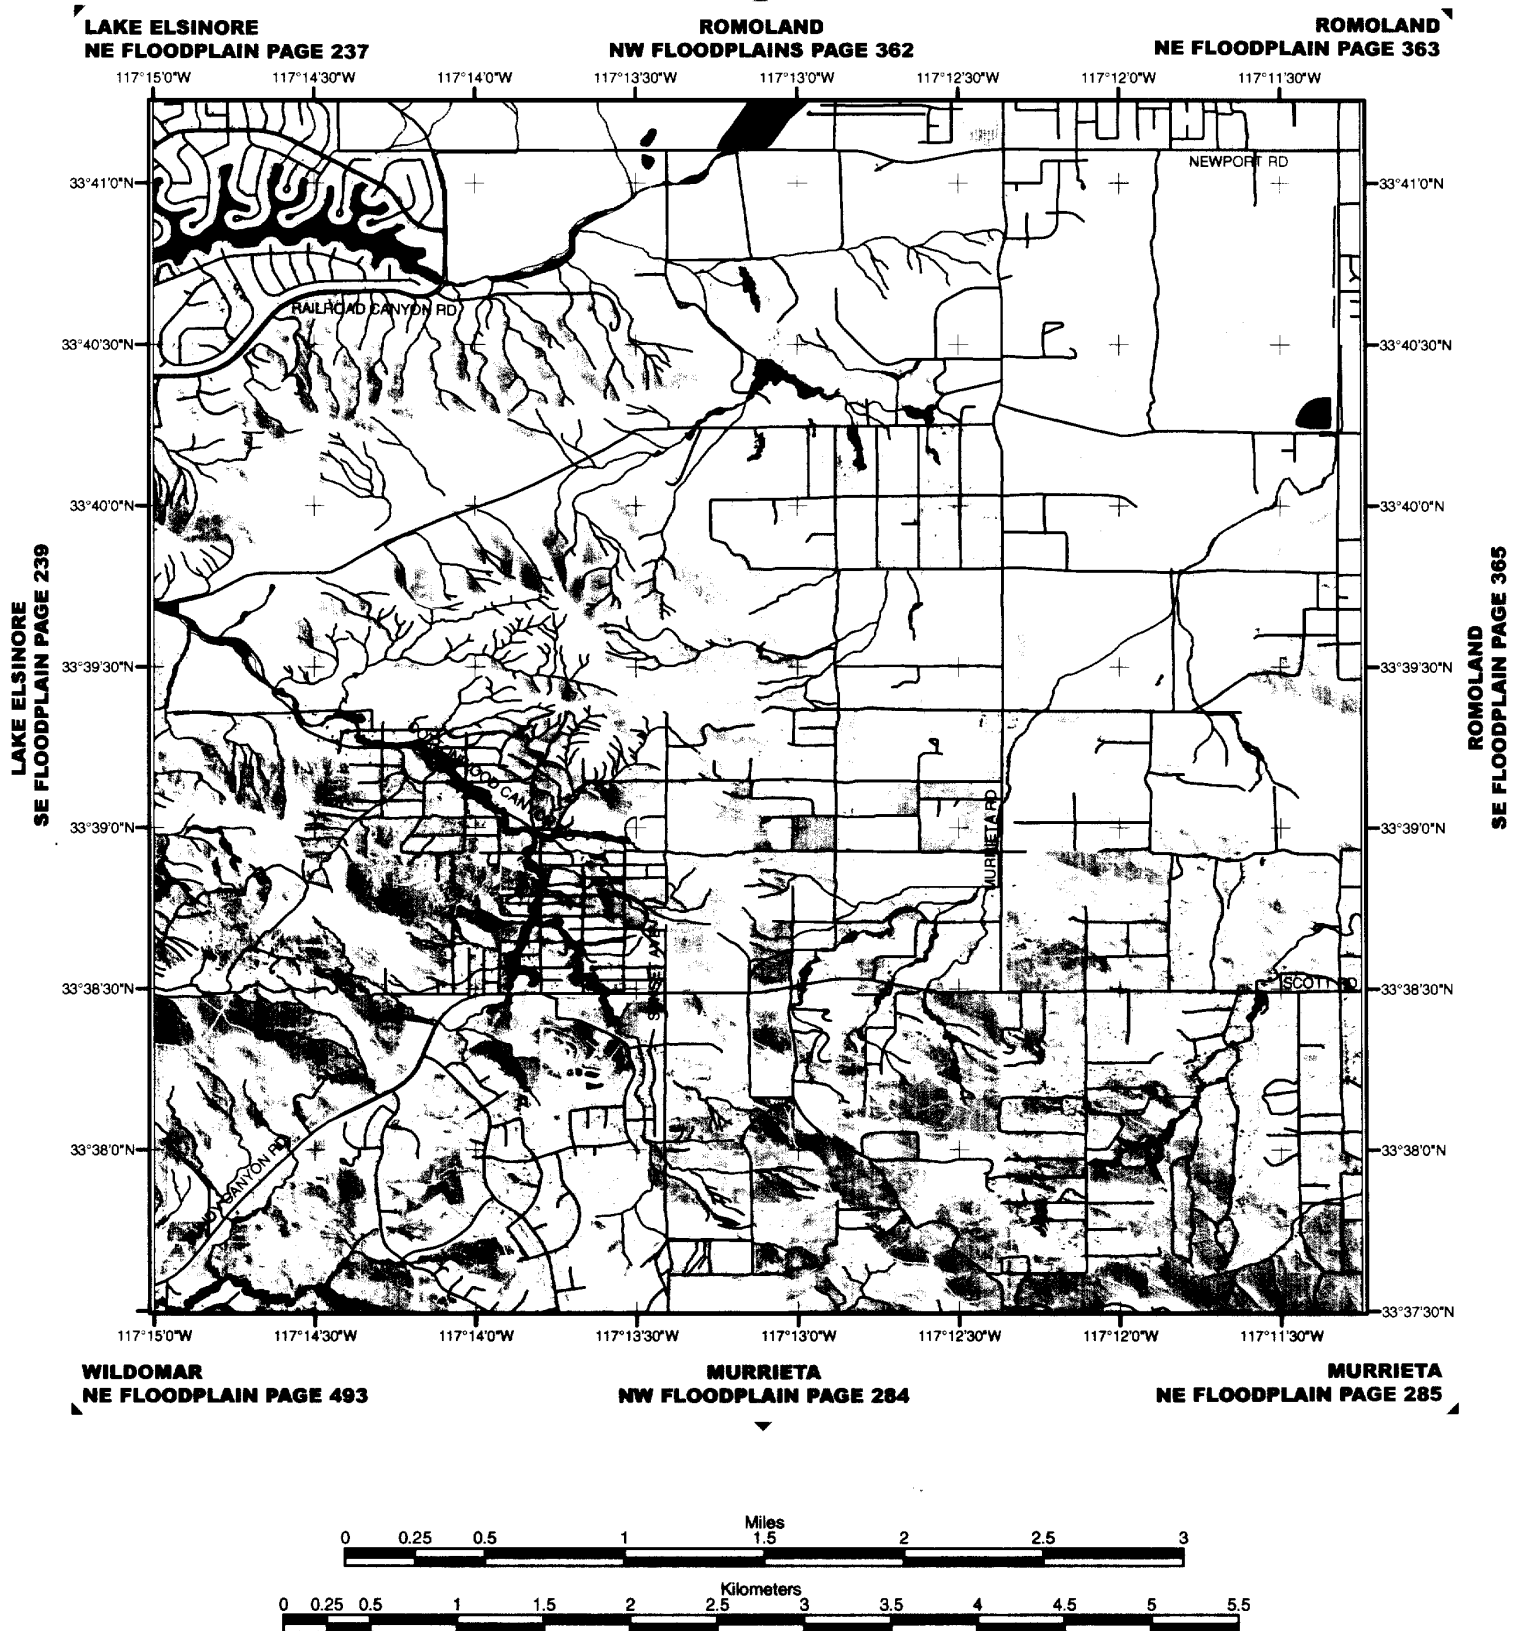 LAKE ELSINORE
NE FLOODPLAIN PAGE 237
ROMOLAND
NW FLOODPLAINS PAGE 362
ROMOLAND
NE FLOODPLAIN PAGE 363
117°15'0"W 117°14'30"W 117°14'0"W 117°13'30"W 117°13'0"W 117°12'30"W 117°12'0"W 117°11'30"W
NEWPORT RD
33°41'0"N 33°41'0"N
RAILROAD CANYON RD
33°40'30"N 33°40'30"N
33°40'0"N 33°40'0"N
LAKE ELSINORE
SE FLOODPLAIN PAGE 239
ROMOLAND
SE FLOODPLAIN PAGE 365
33°39'30"N 33°39'30"N
CANYON
MURRIETA RD
33°39'0"N 33°39'0"N
SUNSET AVE
SCOTT RD
33°38'30"N 33°38'30"N
33°38'0"N 33°38'0"N
CANYON RD
33°37'30"N
117°15'0"W 117°14'30"W 117°14'0"W 117°13'30"W 117°13'0"W 117°12'30"W 117°12'0"W 117°11'30"W
WILDOMAR
NE FLOODPLAIN PAGE 493
MURRIETA
NW FLOODPLAIN PAGE 284
MURRIETA
NE FLOODPLAIN PAGE 285
Miles
0 0.25 0.5 1 1.5 2 2.5 3
Kilometers
0 0.25 0.5 1 1.5 2 2.5 3 3.5 4 4.5 5 5.5